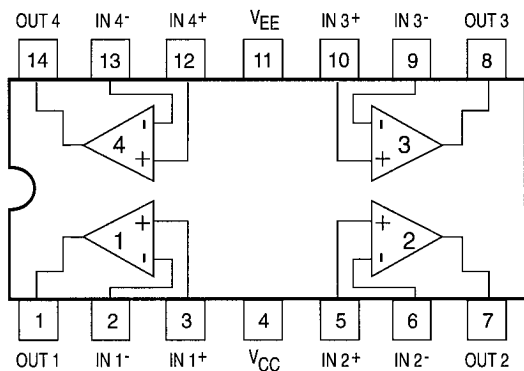 OUT 4 IN 4- IN 4+ VEE IN 3+ IN 3- OUT 3
14 13 12 11 10 9 8
- -
4 + + 3
1 + + 2
- -
1 2 3 4 5 6 7
OUT 1 IN 1- IN 1+ VCC IN 2+ IN 2- OUT 2